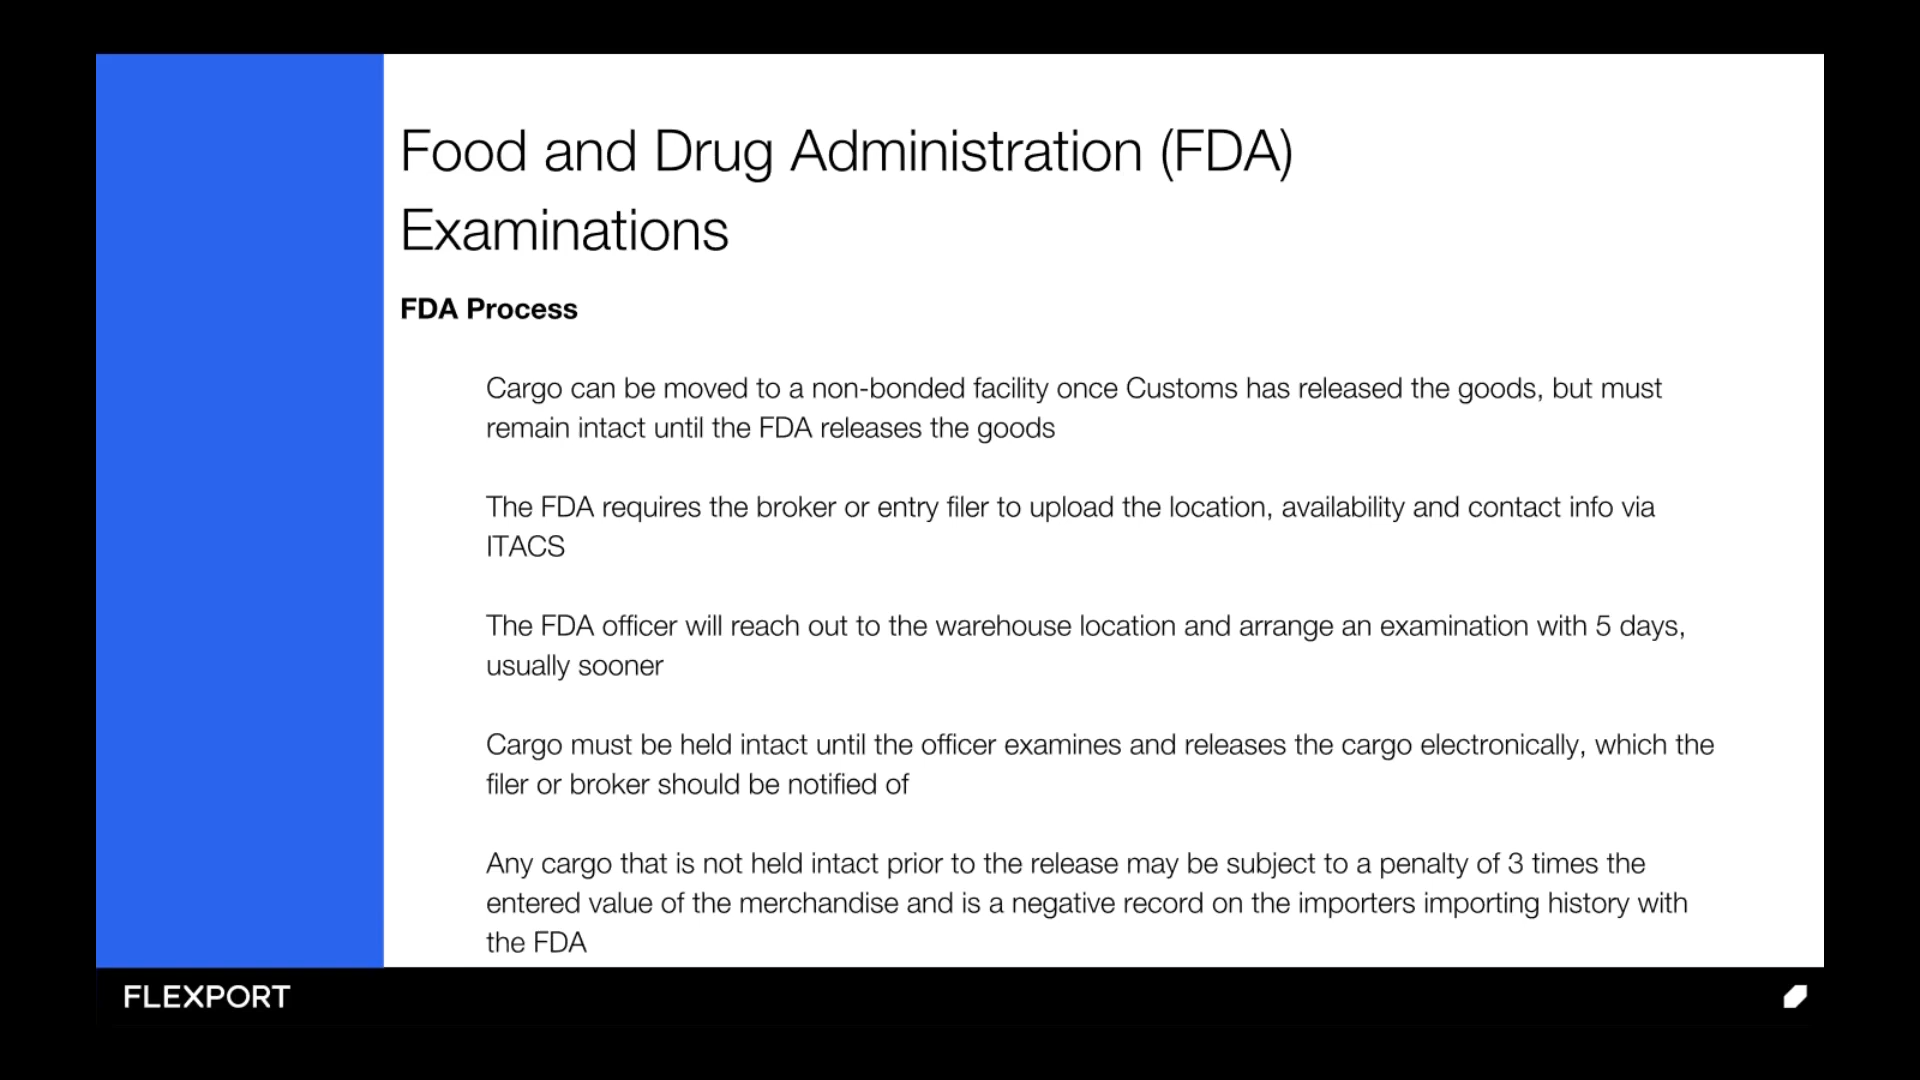 Food and Drug Administration (FDA)
Examinations
FDA Process
Cargo can be moved to a non-bonded facility once Customs has released the goods, but must
remain intact until the FDA releases the goods
The FDA requires the broker or entry filer to upload the location, availability and contact info via
ITACS
The FDA officer will reach out to the warehouse location and arrange an examination with 5 days,
usually sooner
Cargo must be held intact until the officer examines and releases the cargo electronically, which the
filer or broker should be notified of
Any cargo that is not held intact prior to the release may be subject to a penalty of 3 times the
entered value of the merchandise and is a negative record on the importers importing history with
the FDA
FLEXPORT